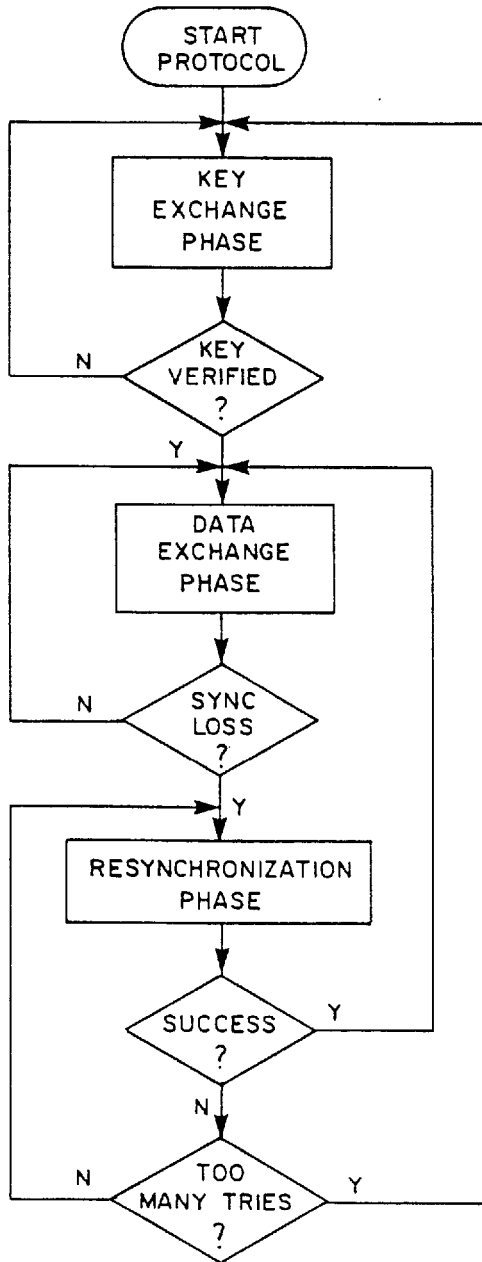 START
PROTOCOL
KEY
EXCHANGE
PHASE
KEY
VERIFIED
?
N
Y
DATA
EXCHANGE
PHASE
SYNC
LOSS
?
N
Y
RESYNCHRONIZATION
PHASE
SUCCESS
?
Y
N
TOO
MANY TRIES
?
N
Y